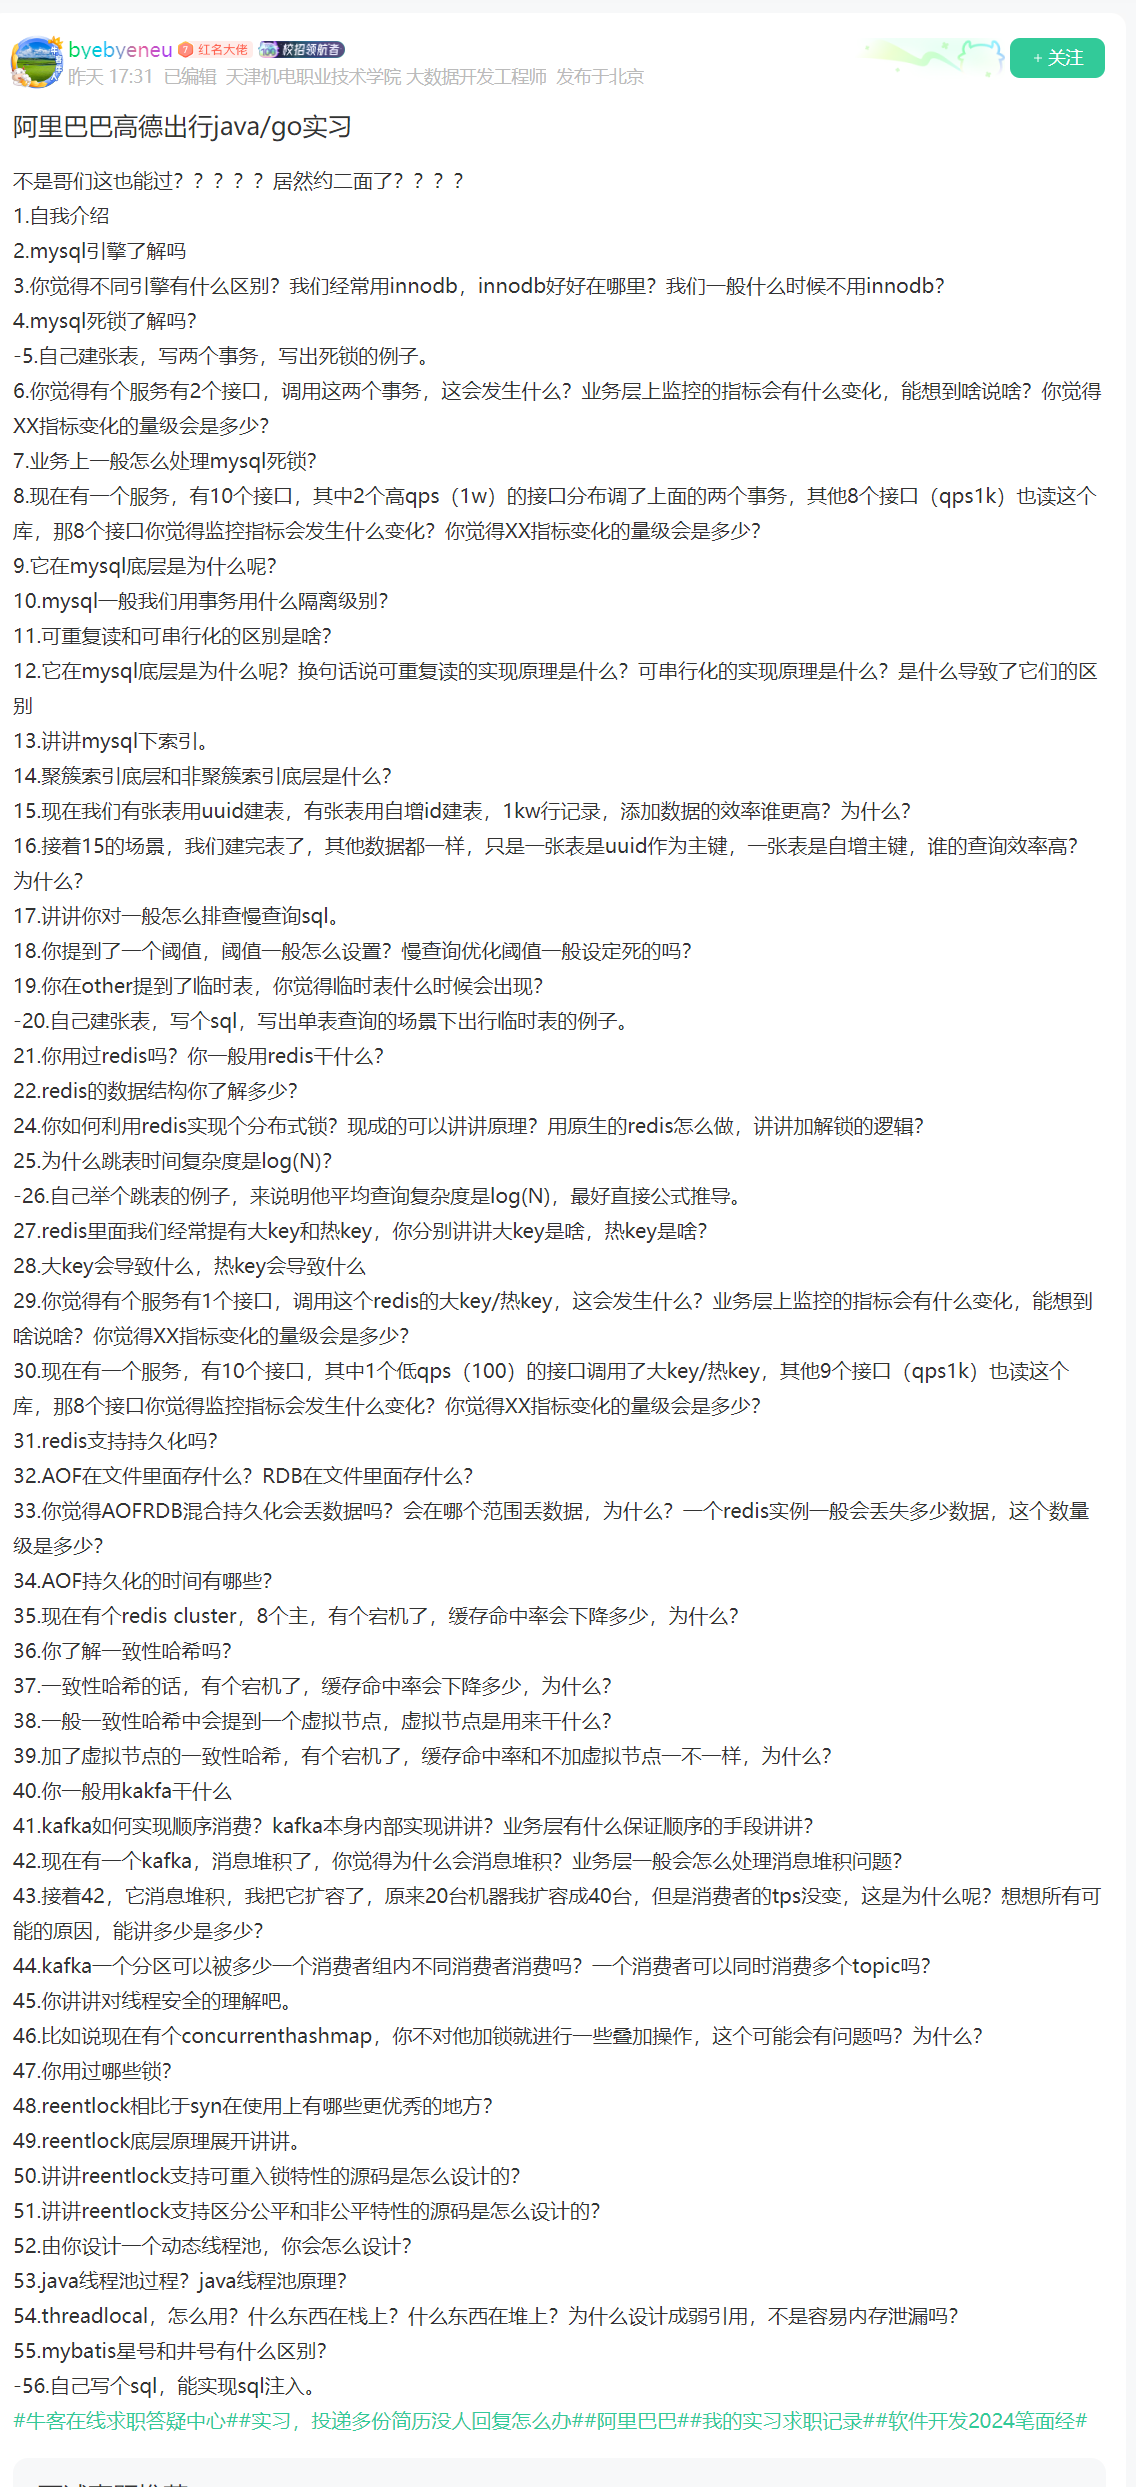 byebyeneu 7 红名大佬 100 校招领航者
昨天 17:31 已编辑 天津机电职业技术学院 大数据开发工程师 发布于北京
+ 关注
阿里巴巴高德出行java/go实习
不是哥们这也能过？？？？？居然约二面了？？？？
1.自我介绍
2.mysql引擎了解吗
3.你觉得不同引擎有什么区别？我们经常用innodb，innodb好好在哪里？我们一般什么时候不用innodb？
4.mysql死锁了解吗？
-5.自己建张表，写两个事务，写出死锁的例子。
6.你觉得有个服务有2个接口，调用这两个事务，这会发生什么？业务层上监控的指标会有什么变化，能想到啥说啥？你觉得
XX指标变化的量级会是多少？
7.业务上一般怎么处理mysql死锁？
8.现在有一个服务，有10个接口，其中2个高qps（1w）的接口分布调了上面的两个事务，其他8个接口（qps1k）也读这个
库，那8个接口你觉得监控指标会发生什么变化？你觉得XX指标变化的量级会是多少？
9.它在mysql底层是为什么呢？
10.mysql一般我们用事务用什么隔离级别？
11.可重复读和可串行化的区别是啥？
12.它在mysql底层是为什么呢？换句话说可重复读的实现原理是什么？可串行化的实现原理是什么？是什么导致了它们的区
别
13.讲讲mysql下索引。
14.聚簇索引底层和非聚簇索引底层是什么？
15.现在我们有张表用uuid建表，有张表用自增id建表，1kw行记录，添加数据的效率谁更高？为什么？
16.接着15的场景，我们建完表了，其他数据都一样，只是一张表是uuid作为主键，一张表是自增主键，谁的查询效率高？
为什么？
17.讲讲你对一般怎么排查慢查询sql。
18.你提到了一个阈值，阈值一般怎么设置？慢查询优化阈值一般设定死的吗？
19.你在other提到了临时表，你觉得临时表什么时候会出现？
-20.自己建张表，写个sql，写出单表查询的场景下出行临时表的例子。
21.你用过redis吗？你一般用redis干什么？
22.redis的数据结构你了解多少？
24.你如何利用redis实现个分布式锁？现成的可以讲讲原理？用原生的redis怎么做，讲讲加解锁的逻辑？
25.为什么跳表时间复杂度是log(N)？
-26.自己举个跳表的例子，来说明他平均查询复杂度是log(N)，最好直接公式推导。
27.redis里面我们经常提有大key和热key，你分别讲讲大key是啥，热key是啥？
28.大key会导致什么，热key会导致什么
29.你觉得有个服务有1个接口，调用这个redis的大key/热key，这会发生什么？业务层上监控的指标会有什么变化，能想到
啥说啥？你觉得XX指标变化的量级会是多少？
30.现在有一个服务，有10个接口，其中1个低qps（100）的接口调用了大key/热key，其他9个接口（qps1k）也读这个
库，那8个接口你觉得监控指标会发生什么变化？你觉得XX指标变化的量级会是多少？
31.redis支持持久化吗？
32.AOF在文件里面存什么？RDB在文件里面存什么？
33.你觉得AOFRDB混合持久化会丢数据吗？会在哪个范围丢数据，为什么？一个redis实例一般会丢失多少数据，这个数量
级是多少？
34.AOF持久化的时间有哪些？
35.现在有个redis cluster，8个主，有个宕机了，缓存命中率会下降多少，为什么？
36.你了解一致性哈希吗？
37.一致性哈希的话，有个宕机了，缓存命中率会下降多少，为什么？
38.一般一致性哈希中会提到一个虚拟节点，虚拟节点是用来干什么？
39.加了虚拟节点的一致性哈希，有个宕机了，缓存命中率和不加虚拟节点一不一样，为什么？
40.你一般用kakfa干什么
41.kafka如何实现顺序消费？kafka本身内部实现讲讲？业务层有什么保证顺序的手段讲讲？
42.现在有一个kafka，消息堆积了，你觉得为什么会消息堆积？业务层一般会怎么处理消息堆积问题？
43.接着42，它消息堆积，我把它扩容了，原来20台机器我扩容成40台，但是消费者的tps没变，这是为什么呢？想想所有可
能的原因，能讲多少是多少？
44.kafka一个分区可以被多少一个消费者组内不同消费者消费吗？一个消费者可以同时消费多个topic吗？
45.你讲讲对线程安全的理解吧。
46.比如说现在有个concurrenthashmap，你不对他加锁就进行一些叠加操作，这个可能会有问题吗？为什么？
47.你用过哪些锁？
48.reentlock相比于syn在使用上有哪些更优秀的地方？
49.reentlock底层原理展开讲讲。
50.讲讲reentlock支持可重入锁特性的源码是怎么设计的？
51.讲讲reentlock支持区分公平和非公平特性的源码是怎么设计的？
52.由你设计一个动态线程池，你会怎么设计？
53.java线程池过程？java线程池原理？
54.threadlocal，怎么用？什么东西在栈上？什么东西在堆上？为什么设计成弱引用，不是容易内存泄漏吗？
55.mybatis星号和井号有什么区别？
-56.自己写个sql，能实现sql注入。
#牛客在线求职答疑中心##实习，投递多份简历没人回复怎么办##阿里巴巴##我的实习求职记录##软件开发2024笔面经#